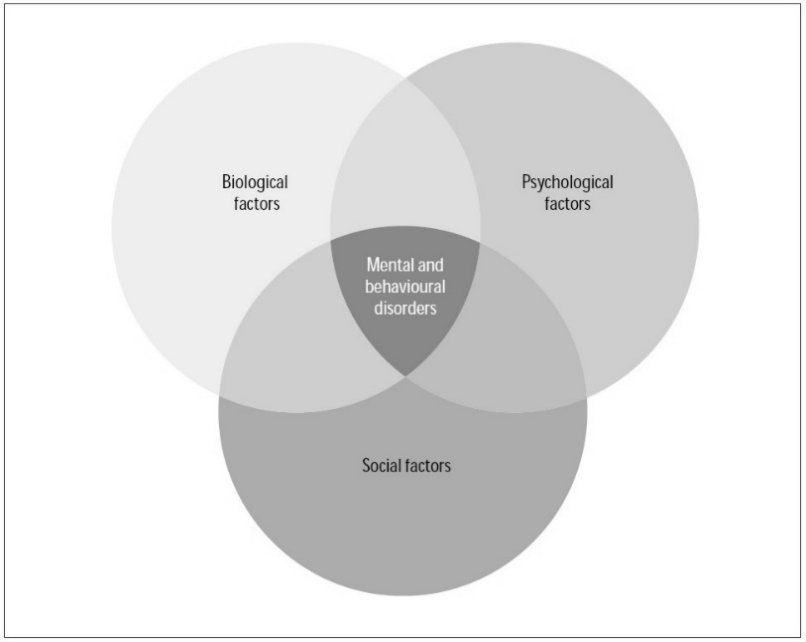 Biological
factors
Psychological
factors
Mental and
behavioural
disorders
Social factors